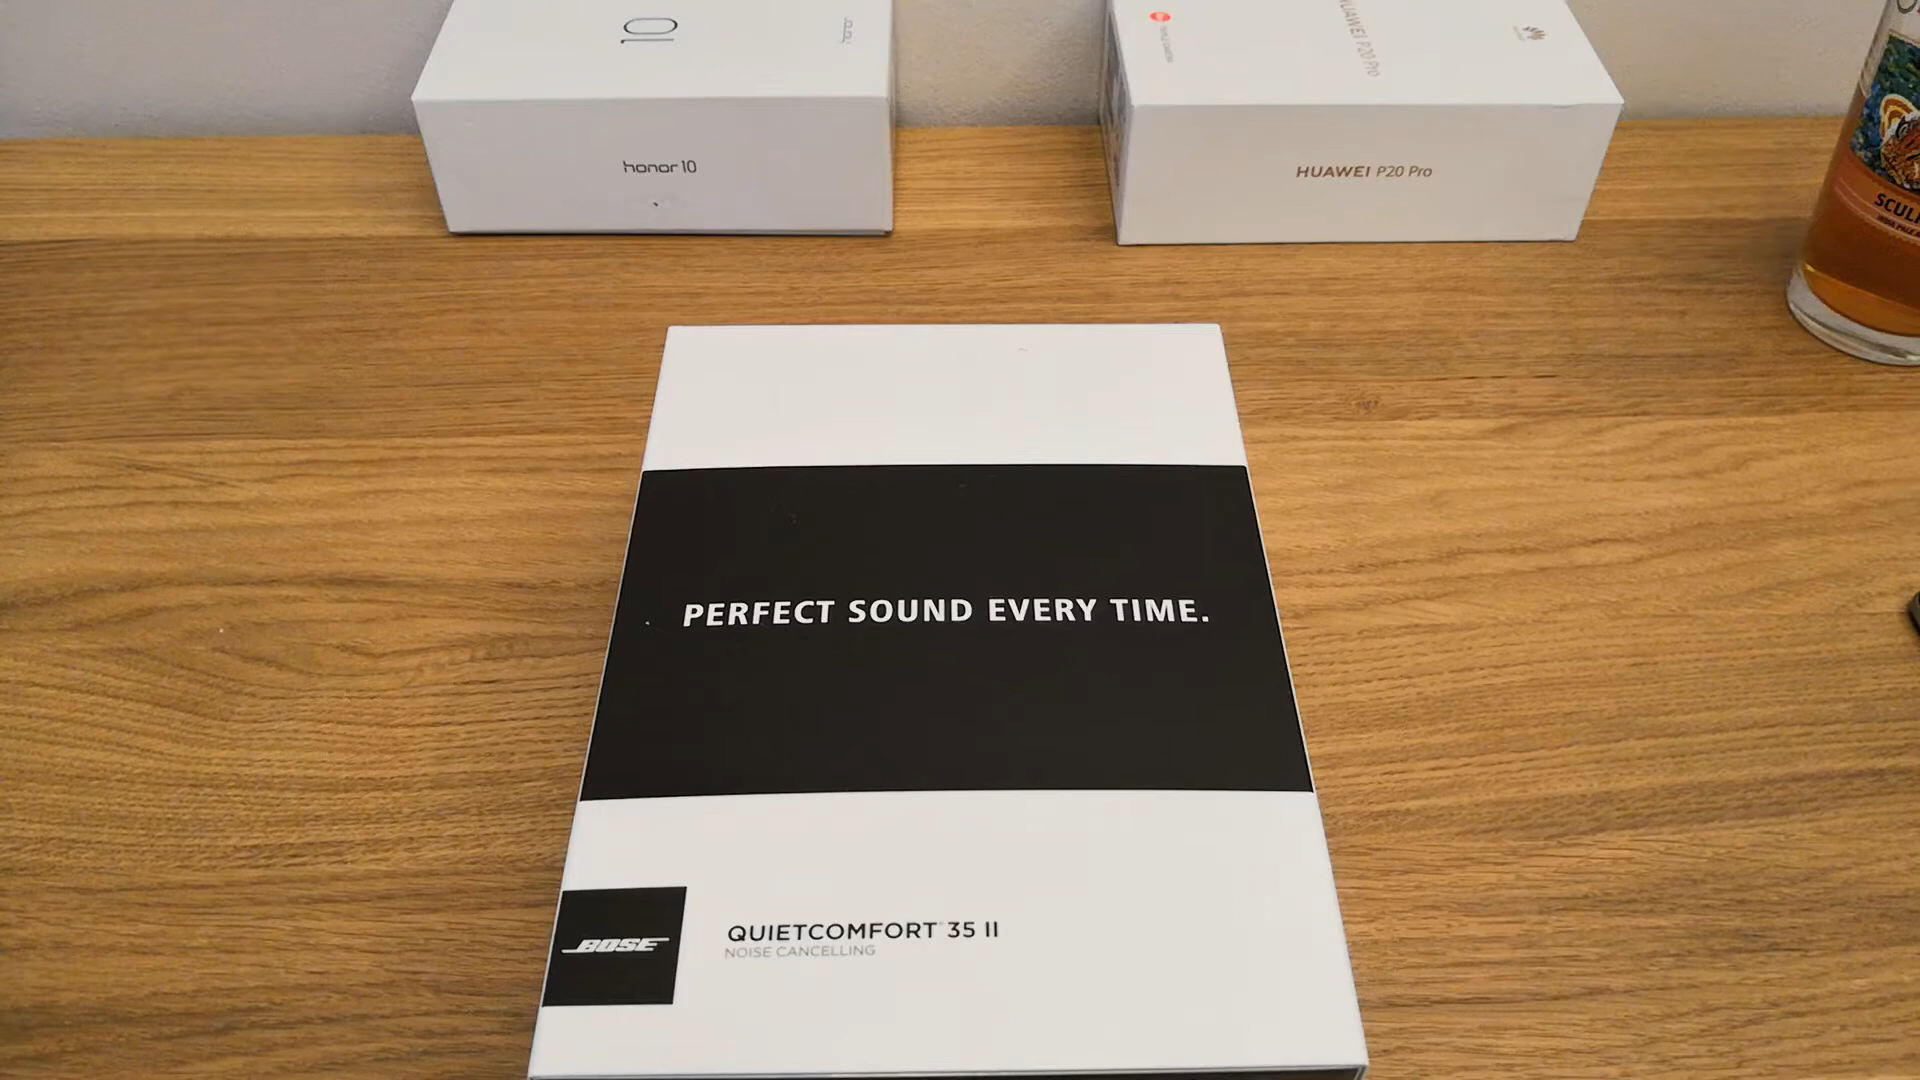 10
honor
honor 10
HUAWEI P20 Pro
HUAWEI P20 Pro
PERFECT SOUND EVERY TIME.
BOSE
QUIETCOMFORT 35 II
NOISE CANCELLING